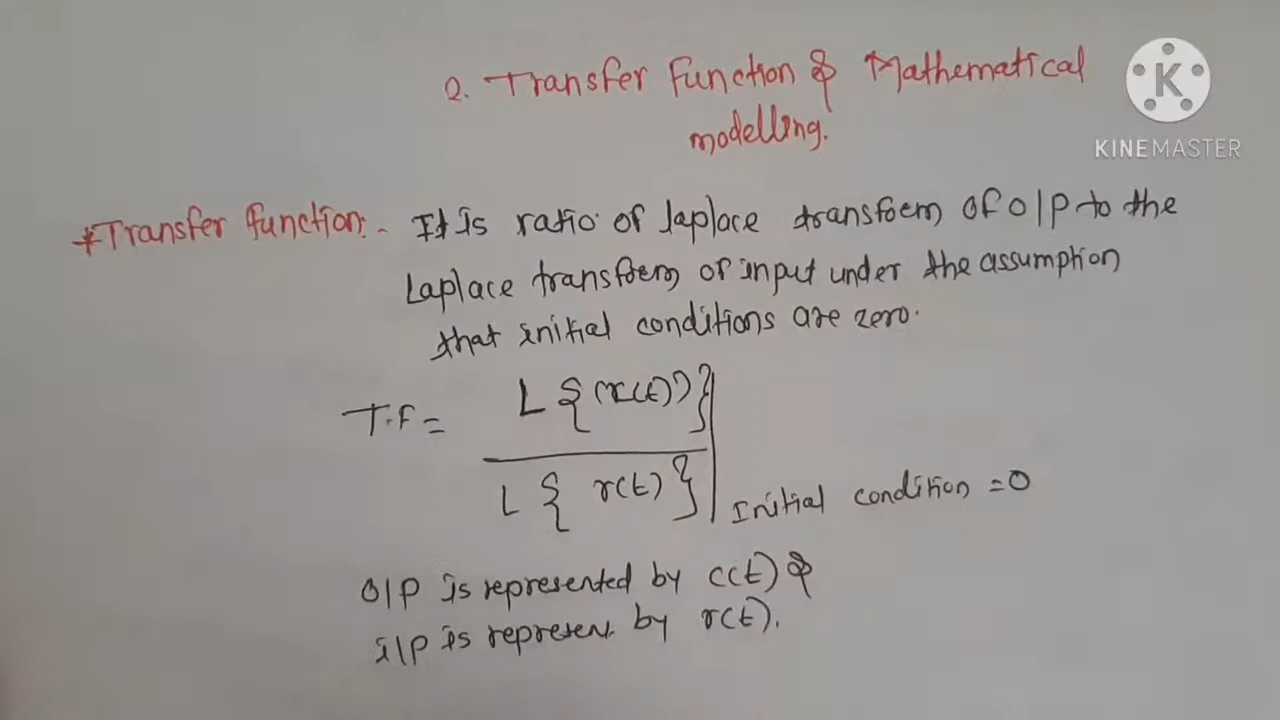 2. Transfer Function & Mathematical
modelling.
K
KINEMASTER
*Transfer function:- It is ratio of laplace transform of o/p to the
Laplace transform of input under the assumption
that initial conditions are zero.
T.F = L{(c(t))}
L{ r(t) } Initial condition = 0
O/P is represented by c(t) &
i/p is represent by r(t).